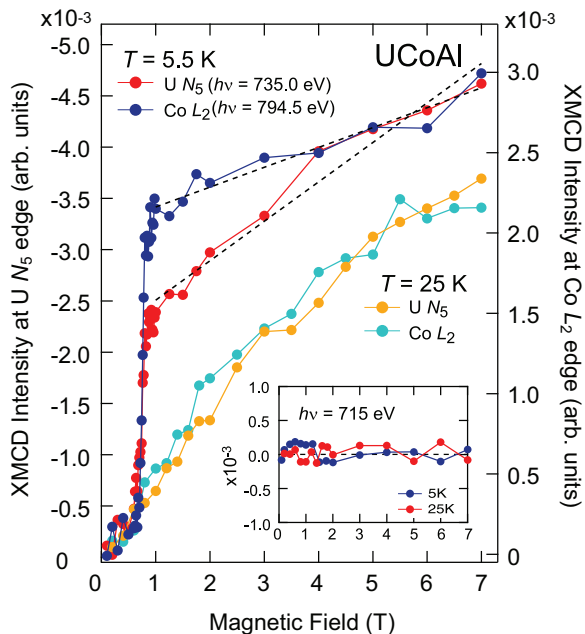 x10⁻³
x10⁻³
-5.0
-4.5
-4.0
-3.5
-3.0
-2.5
-2.0
-1.5
-1.0
-0.5
0
XMCD Intensity at U N₅ edge (arb. units)
T = 5.5 K
U N₅ (hν = 735.0 eV)
Co L₂ (hν = 794.5 eV)
UCoAl
T = 25 K
U N₅
Co L₂
1.0
0.5
0.0
-0.5
-1.0
x10⁻³
hν = 715 eV
5K
25K
0 1 2 3 4 5 6 7
3.0
2.5
2.0
1.5
1.0
0.5
0
XMCD Intensity at Co L₂ edge (arb. units)
0 1 2 3 4 5 6 7
Magnetic Field (T)